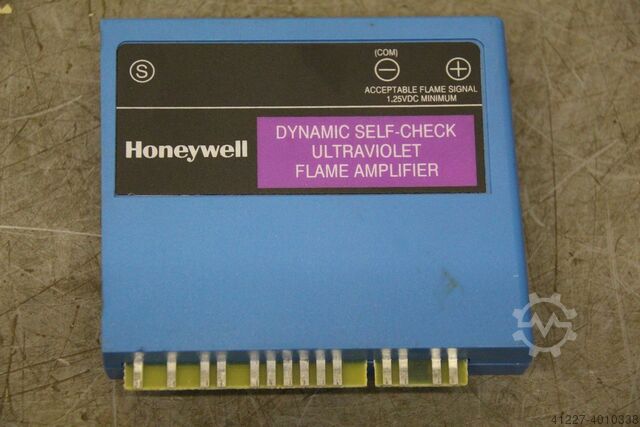 S
(COM)
− +
ACCEPTABLE FLAME SIGNAL
1.25VDC MINIMUM
Honeywell
DYNAMIC SELF-CHECK
ULTRAVIOLET
FLAME AMPLIFIER
41227-4010333